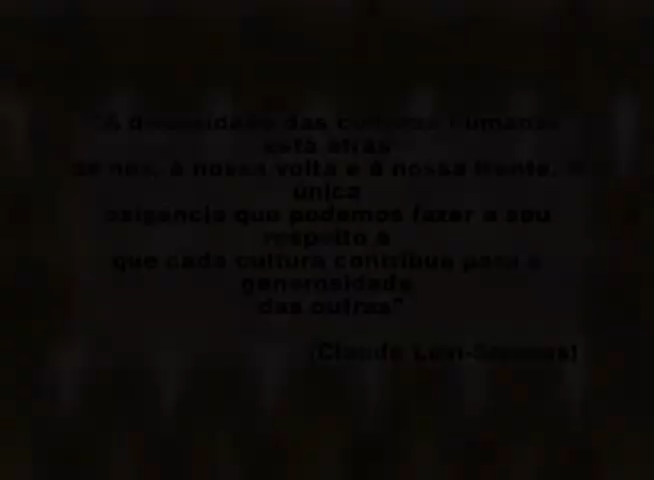 "A diversidade das culturas humanas
está atrás
de nós, à nossa volta e à nossa frente. A
única
exigência que podemos fazer a seu
respeito é
que cada cultura contribua para a
generosidade
das outras"
(Claude Levi-Strauss)